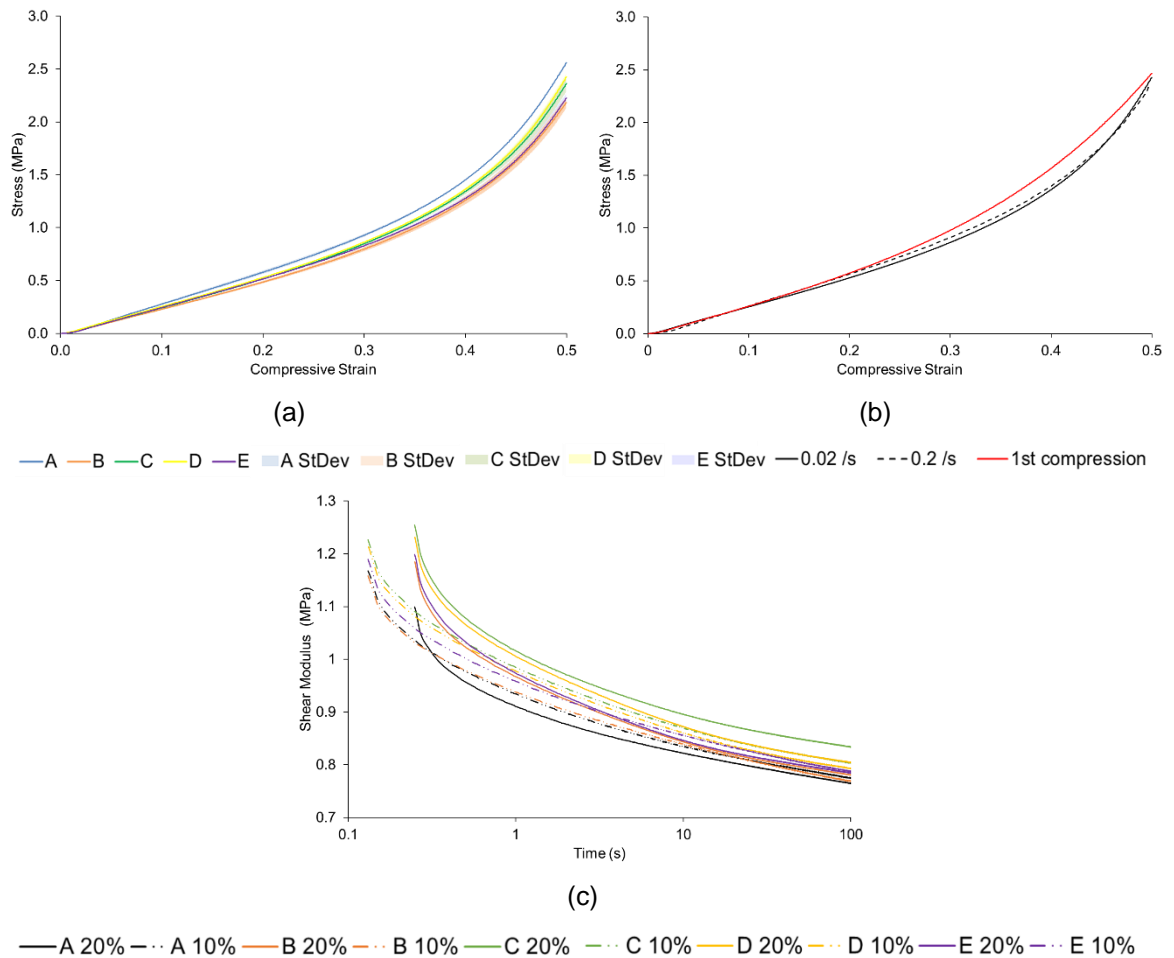 3.0
2.5
2.0
1.5
1.0
0.5
0.0
Stress (MPa)
0.0 0.1 0.2 0.3 0.4 0.5
Compressive Strain
(a)
3.0
2.5
2.0
1.5
1.0
0.5
0.0
Stress (MPa)
0 0.1 0.2 0.3 0.4 0.5
Compressive Strain
(b)
A B C D E A StDev B StDev C StDev D StDev E StDev 0.02 /s 0.2 /s 1st compression
1.3
1.2
1.1
1
0.9
0.8
0.7
Shear Modulus (MPa)
0.1 1 10 100
Time (s)
(c)
A 20% A 10% B 20% B 10% C 20% C 10% D 20% D 10% E 20% E 10%